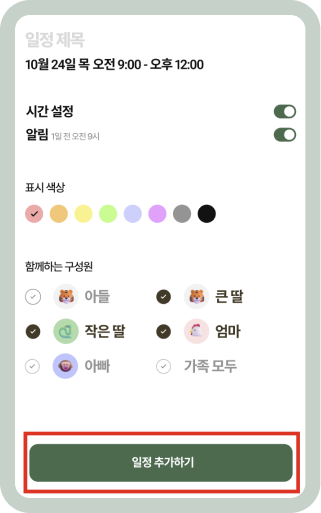 일정 제목
10월 24일 목 오전 9:00 - 오후 12:00
시간 설정
알림 1일 전 오전 9시
표시 색상
함께하는 구성원
아들
큰 딸
작은 딸
엄마
아빠
가족 모두
일정 추가하기